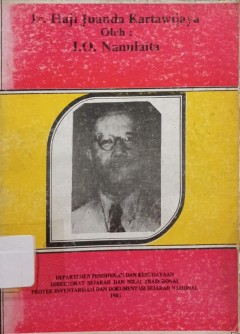 Ir. Haji Juanda Kartawijaya
Oleh :
J.O. Namlaita
DEPARTEMEN PENDIDIKAN DAN KEBUDAYAAN
DIREKTORAT SEJARAH DAN NILAI TRADISIONAL
PROYEK INVENTARISASI DAN DOKUMENTASI SEJARAH NASIONAL